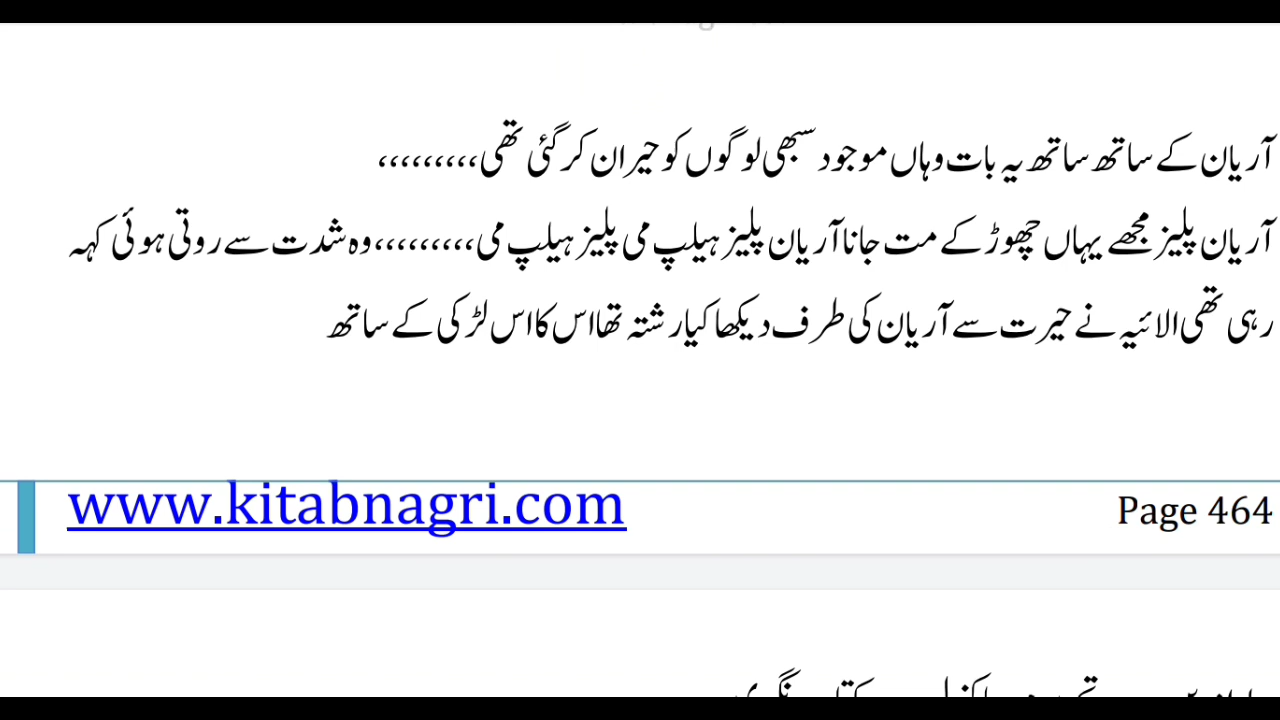 آریان کے ساتھ ساتھ یہ بات وہاں موجود سبھی لوگوں کو حیران کر گئی تھی،،،،،،،،،
آریان پلیز مجھے یہاں چھوڑ کے مت جانا آریان پلیز ہیلپ می پلیز ہیلپ می،،،،،،،،،وہ شدت سے روتی ہوئی کہہ
رہی تھی الائیہ نے حیرت سے آریان کی طرف دیکھا کیا رشتہ تھا اس کا اس لڑکی کے ساتھ
www.kitabnagri.com
Page 464